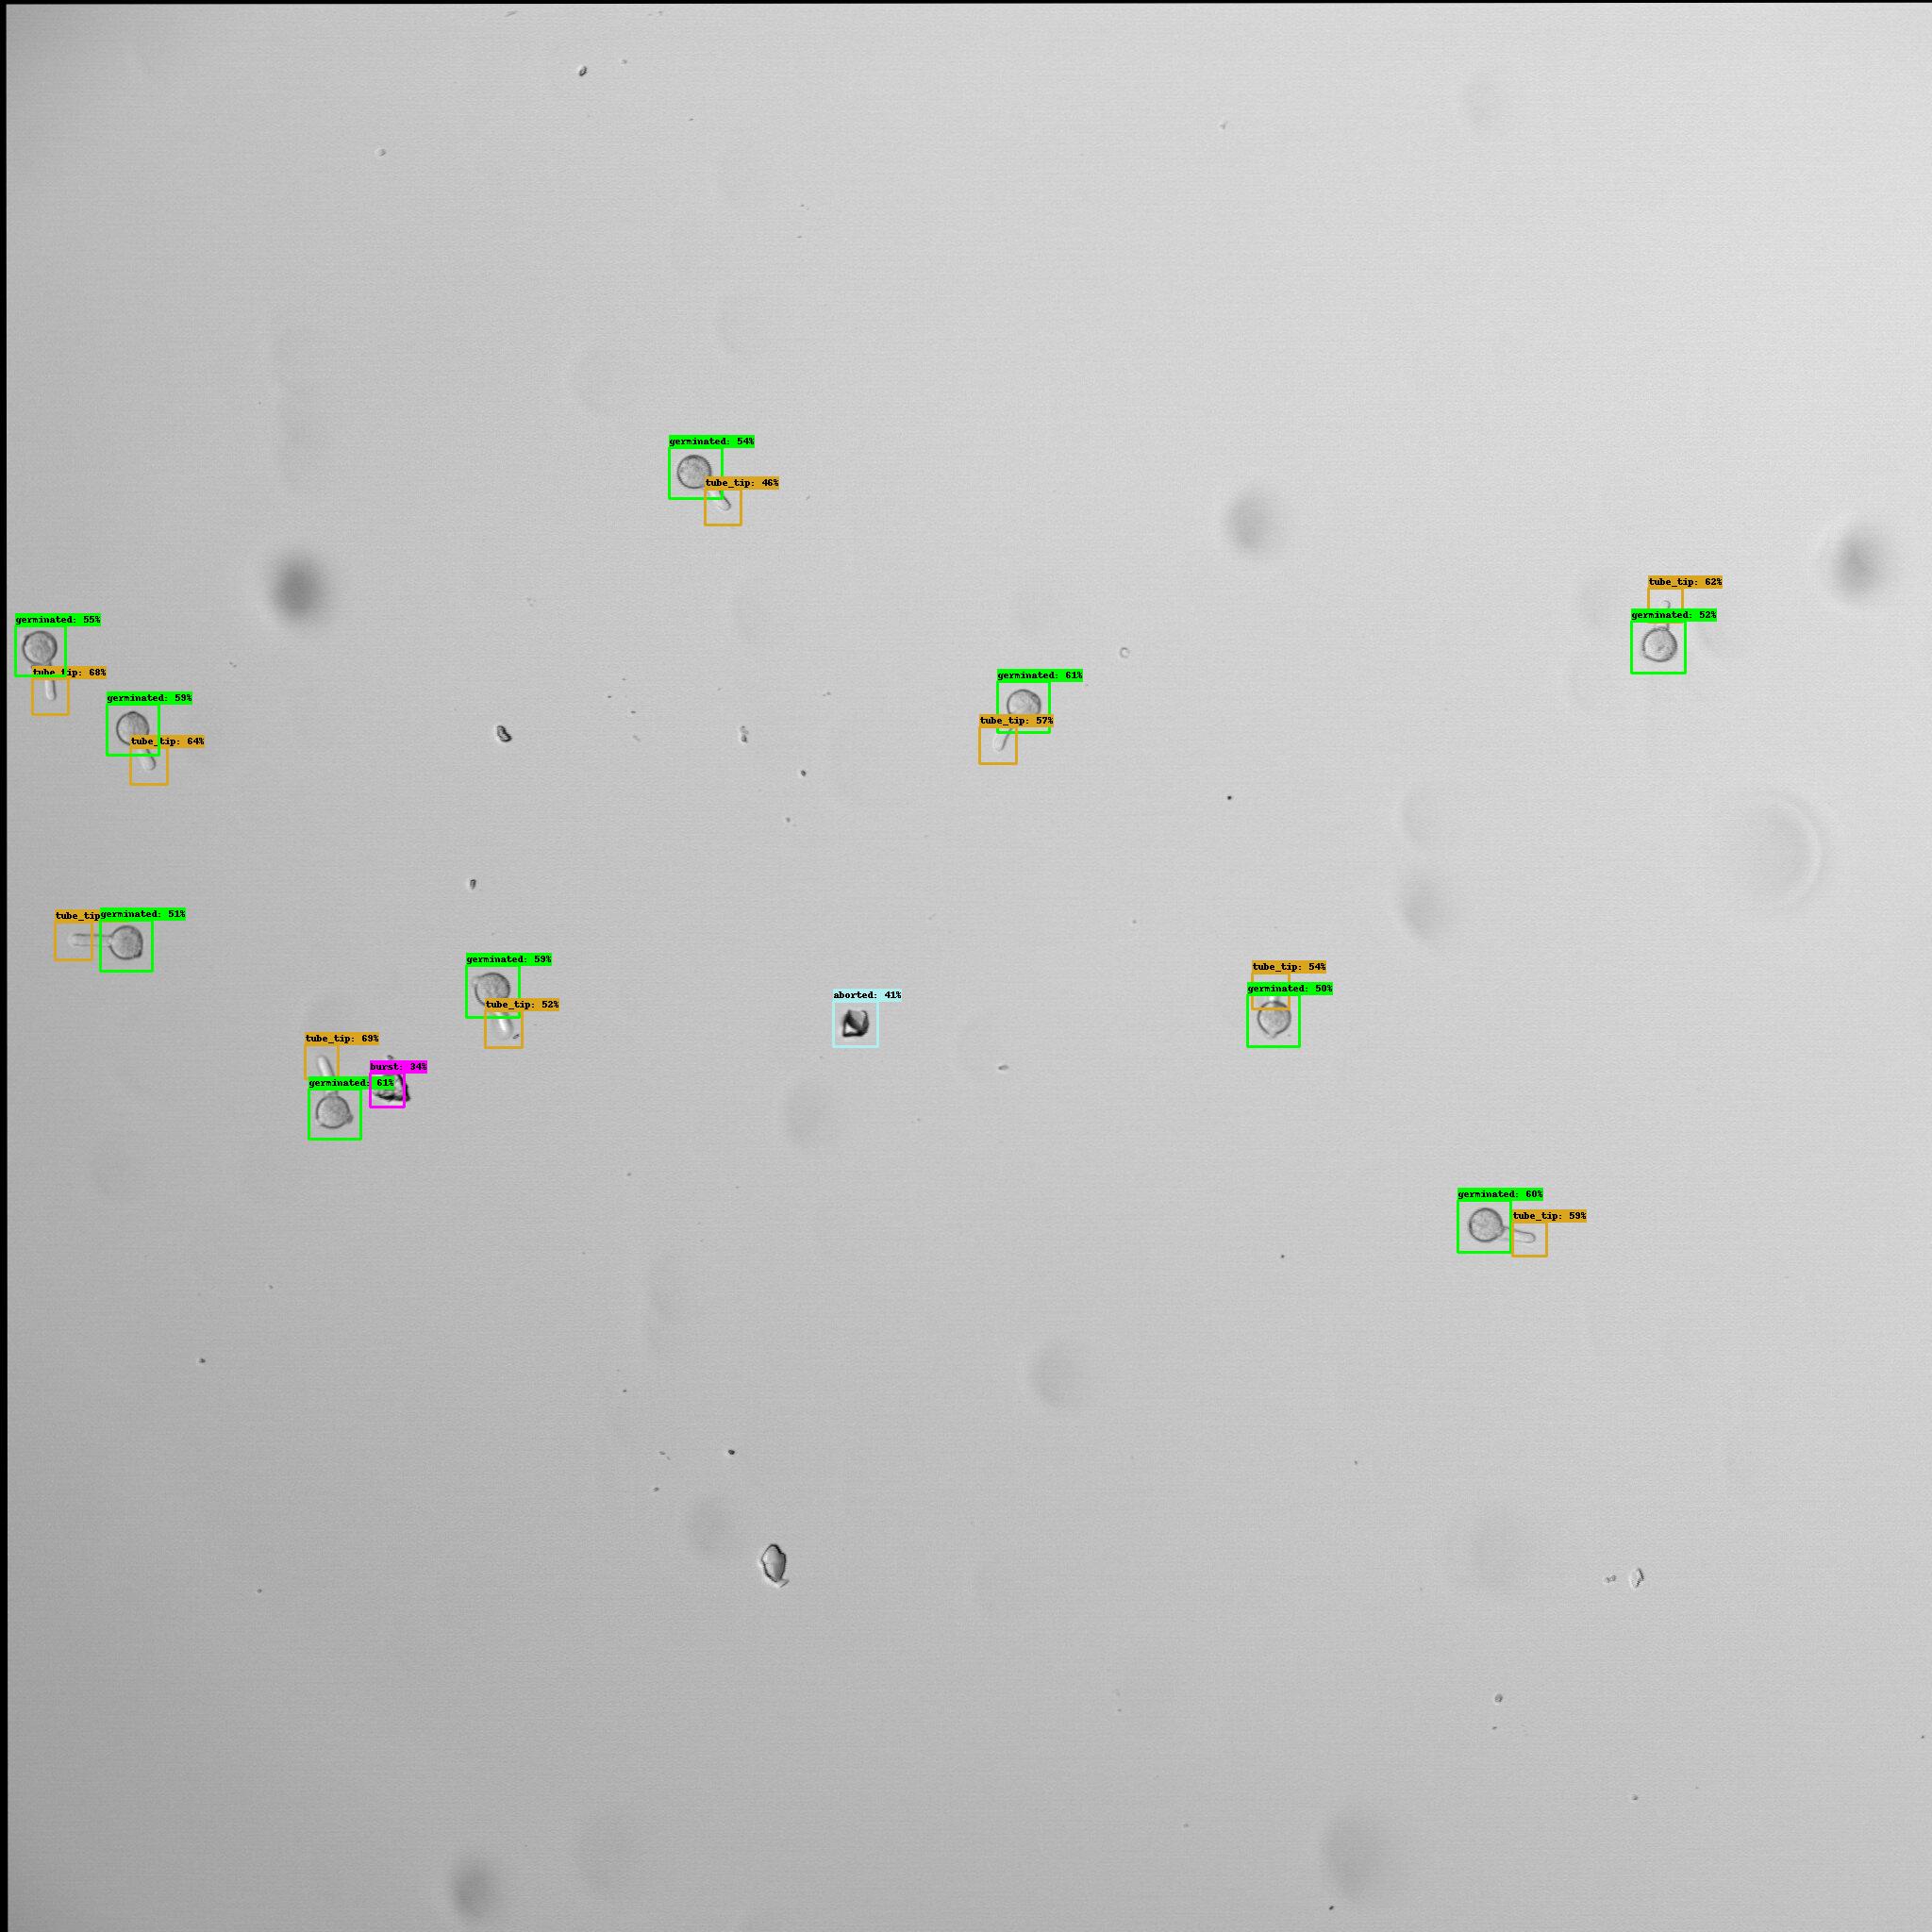 germinated: 54%
tube_tip: 46%
tube_tip: 62%
germinated: 52%
germinated: 55%
tube_tip: 68%
germinated: 61%
germinated: 59%
tube_tip: 57%
tube_tip: 64%
germinated: 51%
tube_tip
germinated: 59%
tube_tip: 54%
germinated: 50%
aborted: 41%
tube_tip: 52%
tube_tip: 69%
burst: 34%
germinated: 61%
germinated: 60%
tube_tip: 59%